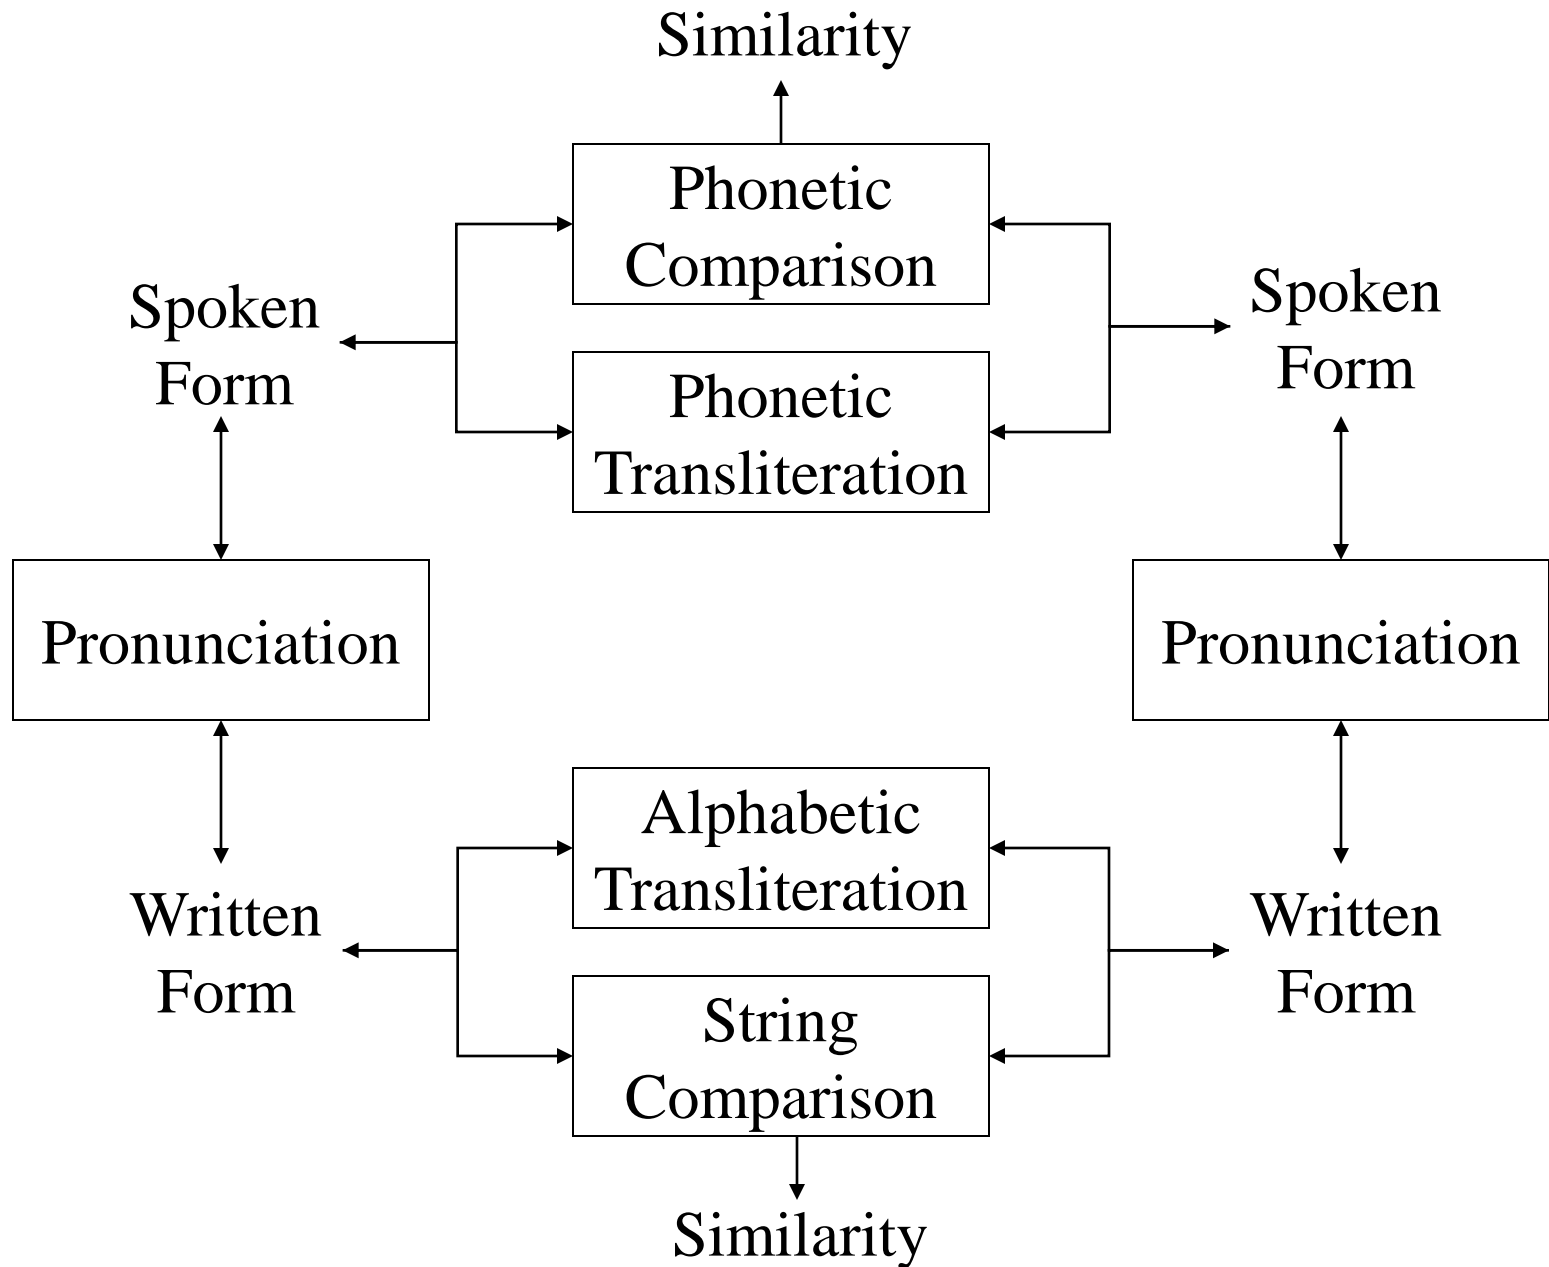 Similarity
Phonetic
Comparison
Spoken
Form
Spoken
Form
Phonetic
Transliteration
Pronunciation
Pronunciation
Alphabetic
Transliteration
Written
Form
Written
Form
String
Comparison
Similarity